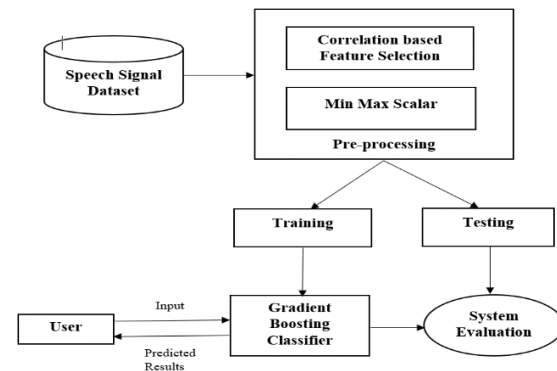 Speech Signal
Dataset
Correlation based
Feature Selection
Min Max Scalar
Pre-processing
Training
Testing
Input
User
Gradient
Boosting
Classifier
System
Evaluation
Predicted
Results